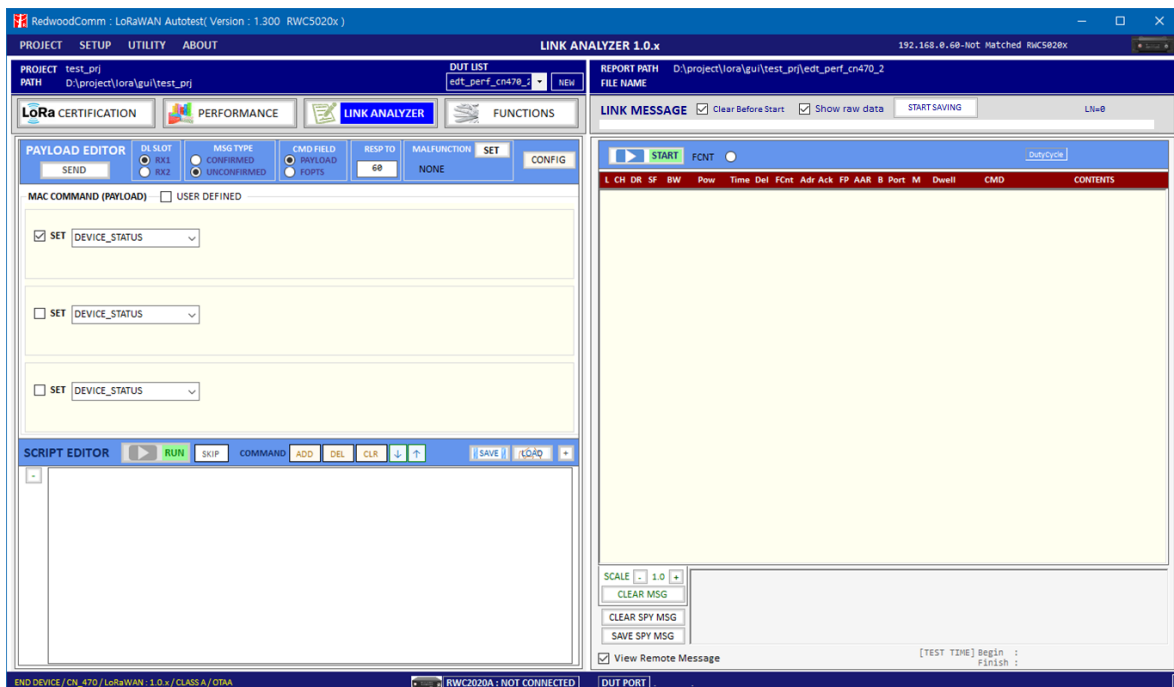 RedwoodComm : LoRaWAN Autotest( Version : 1.300 RWC5020x )
PROJECT SETUP UTILITY ABOUT
LINK ANALYZER 1.0.x
192.168.0.60-Not Matched RWC5020x
PROJECT test_prj
PATH D:\project\lora\gui\test_prj
DUT LIST
edt_perf_cn470_2 NEW
REPORT PATH D:\project\lora\gui\test_prj\edt_perf_cn470_2
FILE NAME
LoRa CERTIFICATION PERFORMANCE LINK ANALYZER FUNCTIONS
LINK MESSAGE Clear Before Start Show raw data START SAVING LN=0
PAYLOAD EDITOR
SEND
DL SLOT
RX1
RX2
MSG TYPE
CONFIRMED
UNCONFIRMED
CMD FIELD
PAYLOAD
FOPTS
RESP TO
60
MALFUNCTION SET
NONE
CONFIG
MAC COMMAND (PAYLOAD) USER DEFINED
SET DEVICE_STATUS
SET DEVICE_STATUS
SET DEVICE_STATUS
SCRIPT EDITOR RUN SKIP COMMAND ADD DEL CLR ↓ ↑ SAVE LOAD +
-
START FCNT DutyCycle
L CH DR SF BW Pow Time Del FCnt Adr Ack FP AAR B Port M Dwell CMD CONTENTS
SCALE - 1.0 +
CLEAR MSG
CLEAR SPY MSG
SAVE SPY MSG
View Remote Message
[TEST TIME] Begin :
Finish :
END DEVICE / CN_470 / LoRaWAN : 1.0.x / CLASS A / OTAA
RWC2020A : NOT CONNECTED
DUT PORT